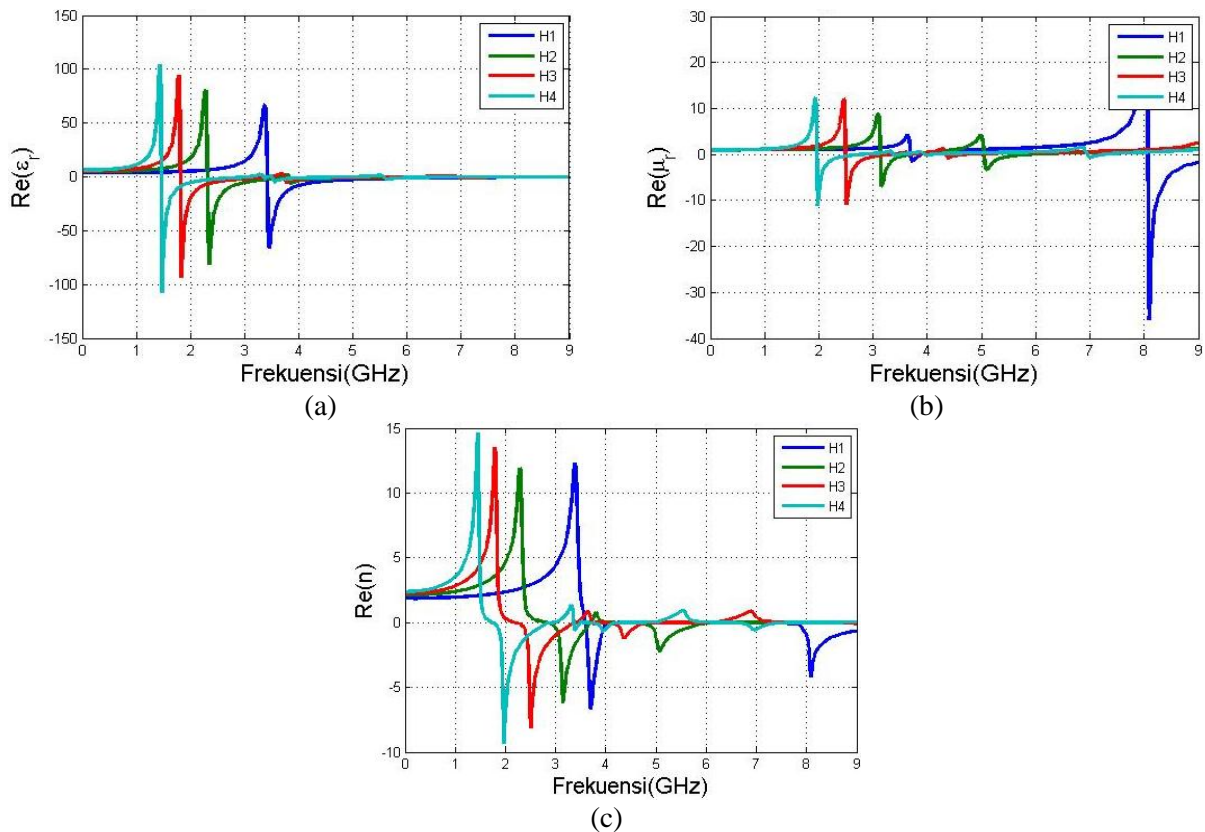 150
100
50
0
-50
-100
-150
Re(εr)
0 1 2 3 4 5 6 7 8 9
Frekuensi(GHz)
H1
H2
H3
H4
(a)
30
20
10
0
-10
-20
-30
-40
Re(μr)
0 1 2 3 4 5 6 7 8 9
Frekuensi(GHz)
H1
H2
H3
H4
(b)
15
10
5
0
-5
-10
Re(n)
0 1 2 3 4 5 6 7 8 9
Frekuensi(GHz)
H1
H2
H3
H4
(c)